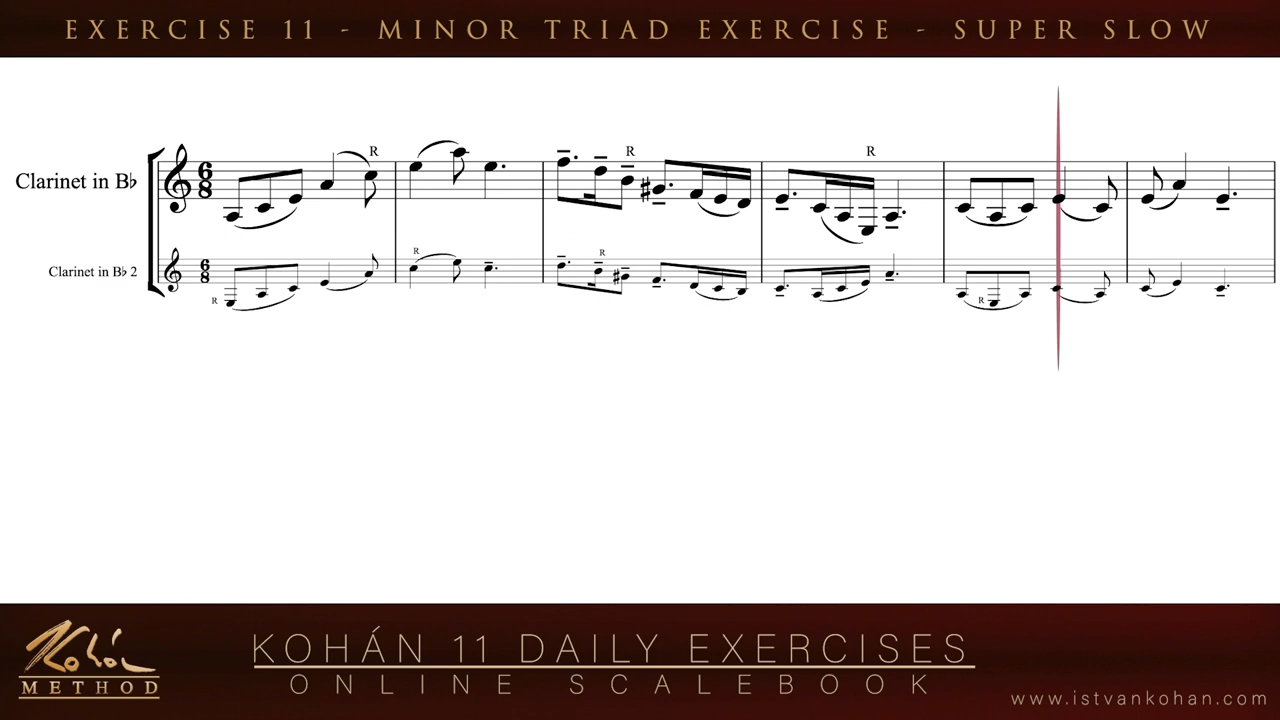 EXERCISE 11 - MINOR TRIAD EXERCISE - SUPER SLOW
R R R
Clarinet in B♭
6
8
R R
Clarinet in B♭ 2
6
8
R R
Kohán
METHOD
KOHÁN 11 DAILY EXERCISES
ONLINE SCALEBOOK
www.istvankohan.com